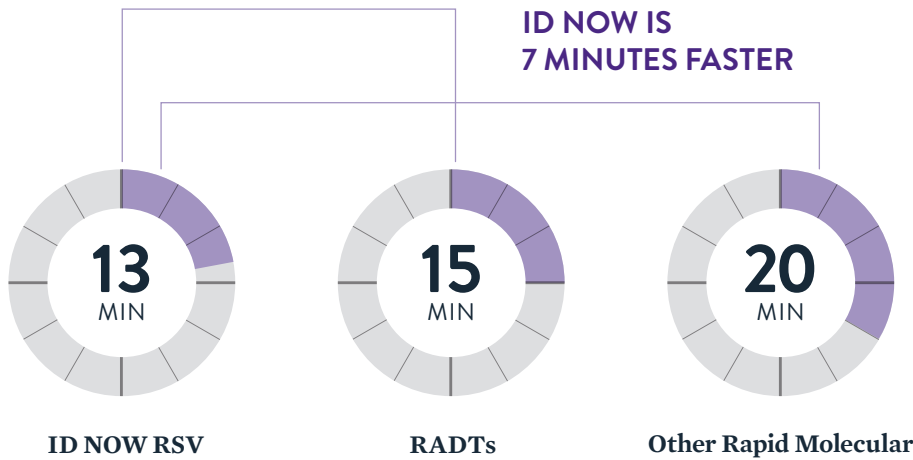 ID NOW IS
7 MINUTES FASTER
13
MIN
15
MIN
20
MIN
ID NOW RSV
RADTs
Other Rapid Molecular